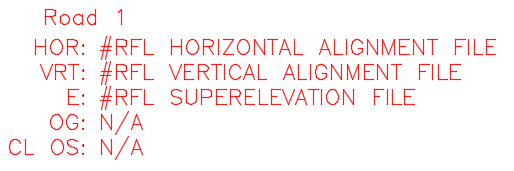 Road 1
HOR: #RFL HORIZONTAL ALIGNMENT FILE
VRT: #RFL VERTICAL ALIGNMENT FILE
E: #RFL SUPERELEVATION FILE
OG: N/A
CL OS: N/A